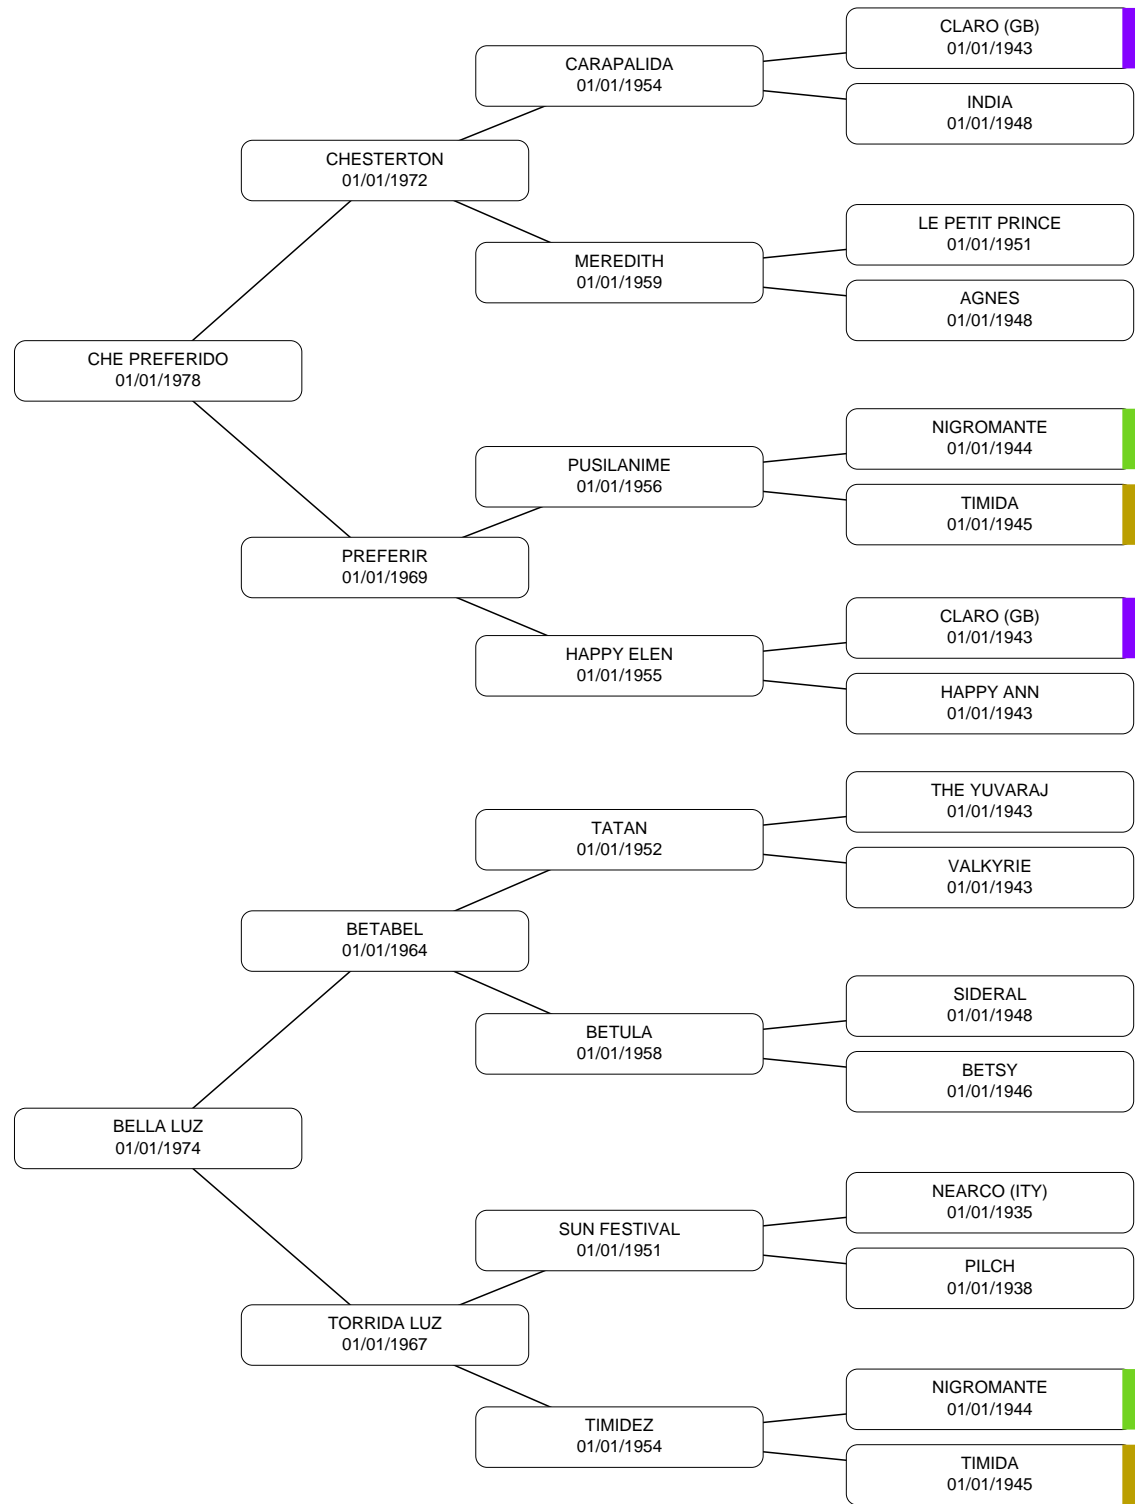 CLARO (GB)
01/01/1943
CARAPALIDA
01/01/1954
INDIA
01/01/1948
CHESTERTON
01/01/1972
LE PETIT PRINCE
01/01/1951
MEREDITH
01/01/1959
AGNES
01/01/1948
CHE PREFERIDO
01/01/1978
NIGROMANTE
01/01/1944
PUSILANIME
01/01/1956
TIMIDA
01/01/1945
PREFERIR
01/01/1969
CLARO (GB)
01/01/1943
HAPPY ELEN
01/01/1955
HAPPY ANN
01/01/1943
THE YUVARAJ
01/01/1943
TATAN
01/01/1952
VALKYRIE
01/01/1943
BETABEL
01/01/1964
SIDERAL
01/01/1948
BETULA
01/01/1958
BETSY
01/01/1946
BELLA LUZ
01/01/1974
NEARCO (ITY)
01/01/1935
SUN FESTIVAL
01/01/1951
PILCH
01/01/1938
TORRIDA LUZ
01/01/1967
NIGROMANTE
01/01/1944
TIMIDEZ
01/01/1954
TIMIDA
01/01/1945